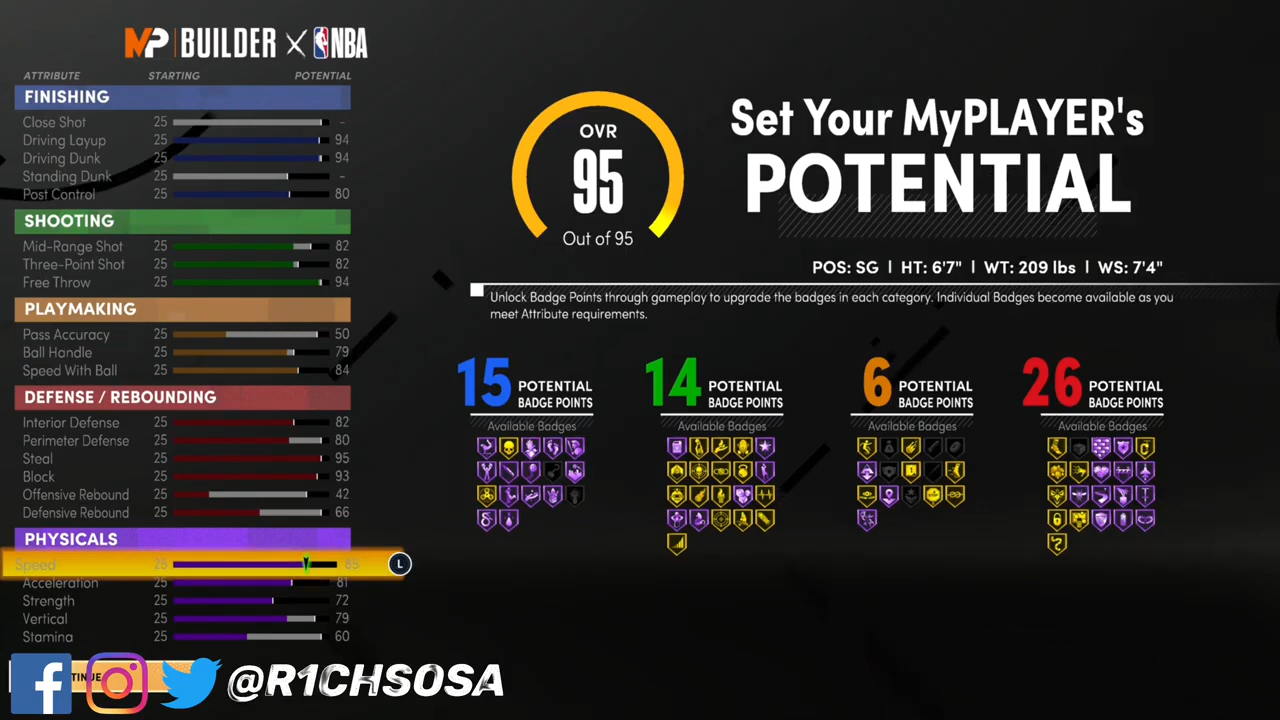 MP | BUILDER X NBA
ATTRIBUTE STARTING POTENTIAL
FINISHING
Close Shot 25 -
Driving Layup 25 94
Driving Dunk 25 94
Standing Dunk 25 -
Post Control 25 80
SHOOTING
Mid-Range Shot 25 82
Three-Point Shot 25 82
Free Throw 25 94
PLAYMAKING
Pass Accuracy 25 50
Ball Handle 25 79
Speed With Ball 25 84
DEFENSE / REBOUNDING
Interior Defense 25 82
Perimeter Defense 25 80
Steal 25 95
Block 25 93
Offensive Rebound 25 42
Defensive Rebound 25 66
PHYSICALS
Speed 25 85 L
Acceleration 25 81
Strength 25 72
Vertical 25 79
Stamina 25 60
OVR
95
Out of 95
Set Your MyPLAYER's
POTENTIAL
POS: SG | HT: 6'7" | WT: 209 lbs | WS: 7'4"
Unlock Badge Points through gameplay to upgrade the badges in each category. Individual Badges become available as you
meet Attribute requirements.
15 POTENTIAL BADGE POINTS
Available Badges
14 POTENTIAL BADGE POINTS
Available Badges
6 POTENTIAL BADGE POINTS
Available Badges
26 POTENTIAL BADGE POINTS
Available Badges
@R1CHSOSA